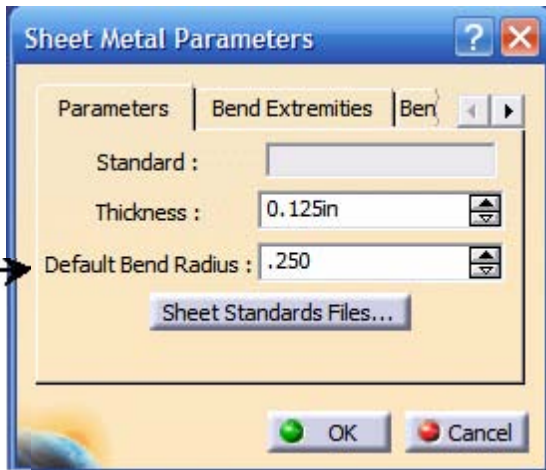 Sheet Metal Parameters ?
Parameters Bend Extremities Ben
Standard :
Thickness : 0.125in
Default Bend Radius : .250
Sheet Standards Files...
OK Cancel